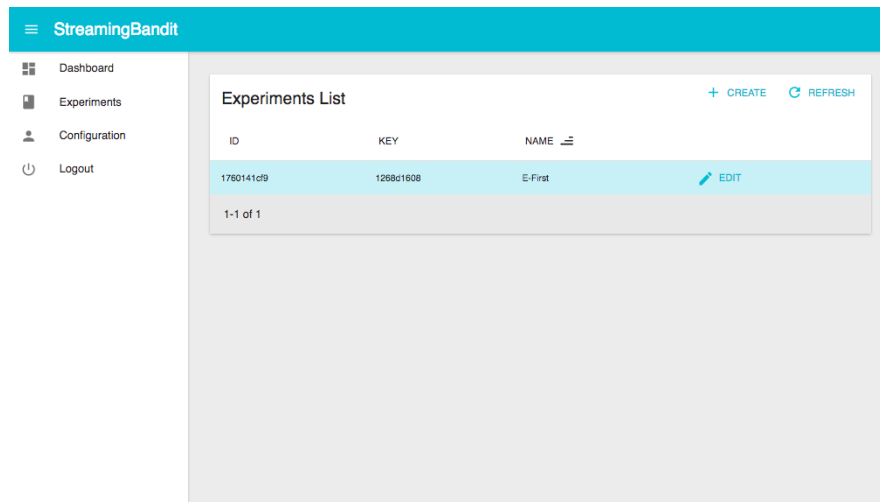 StreamingBandit
Dashboard
Experiments
Configuration
Logout
Experiments List
CREATE
REFRESH
ID KEY NAME
1760141cf9 1268d1608 E-First EDIT
1-1 of 1